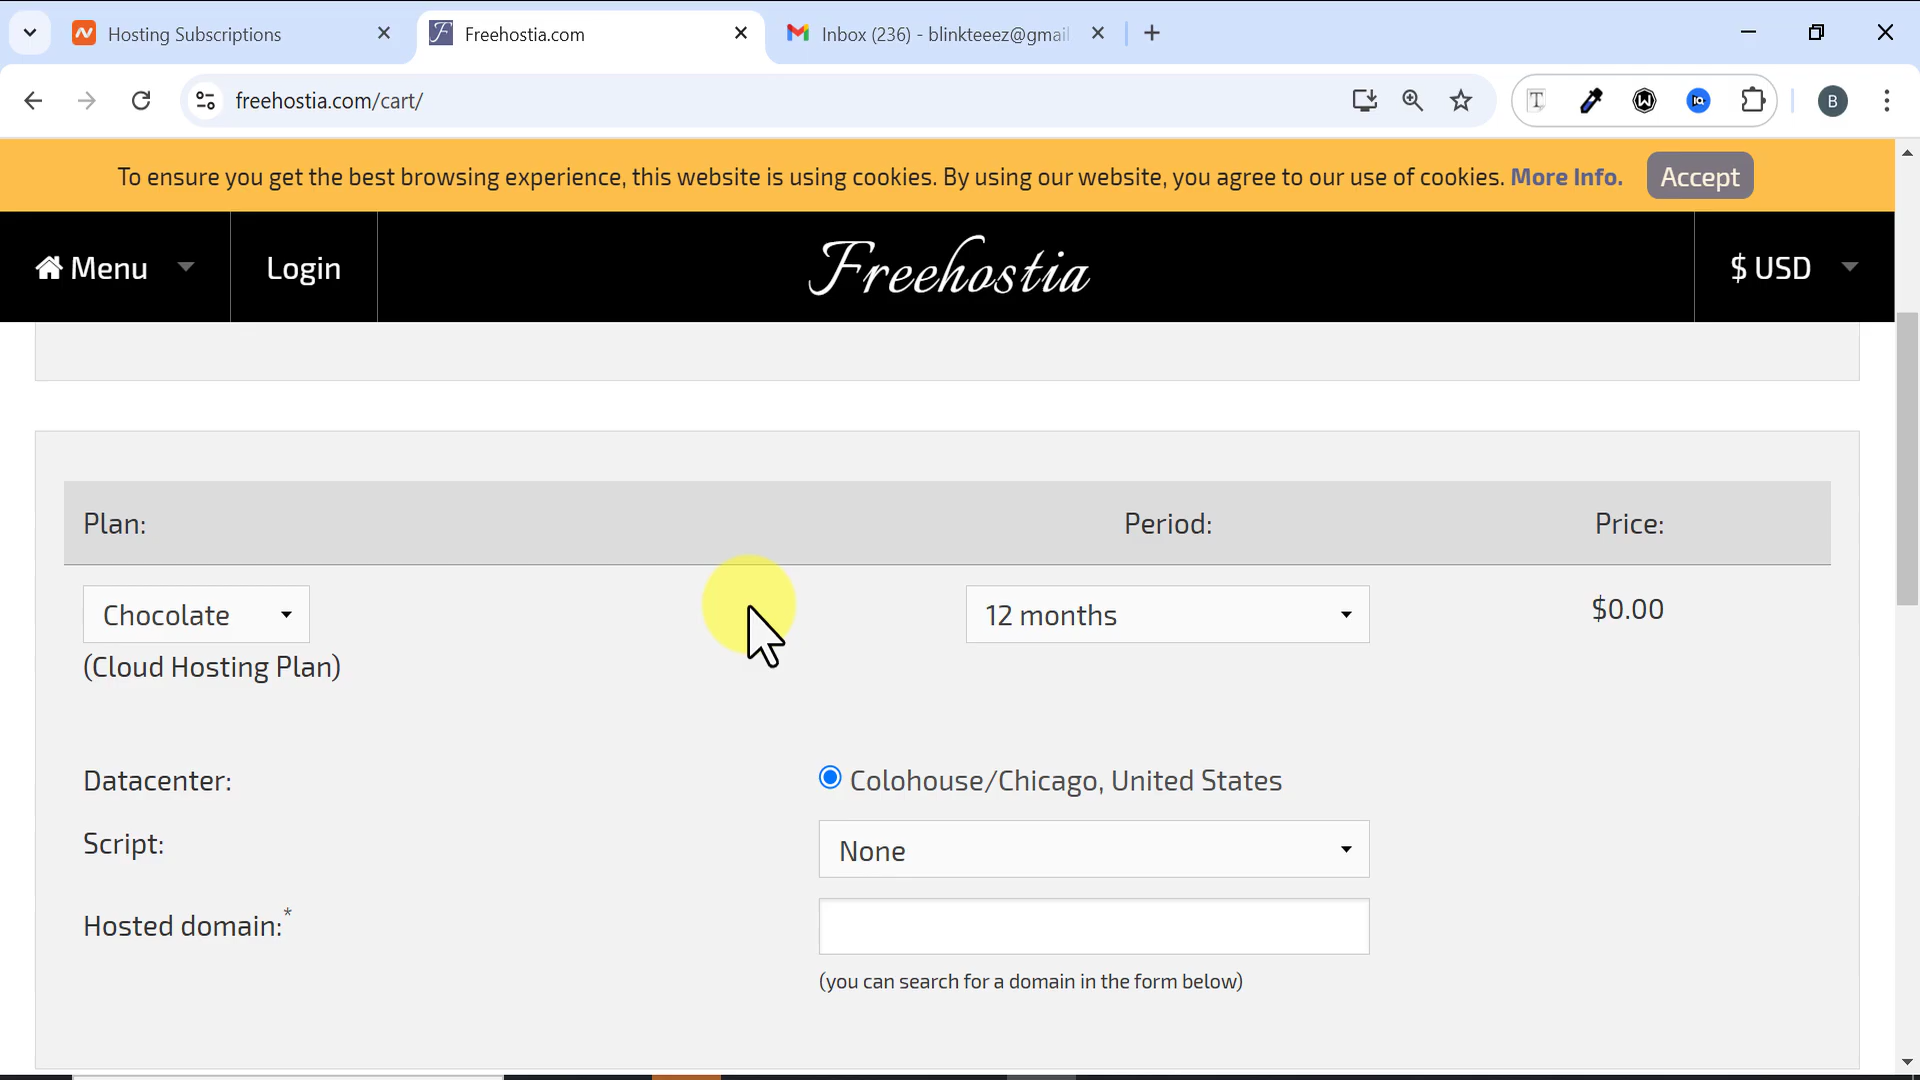 Hosting Subscriptions
Freehostia.com
Inbox (236) - blinkteeez@gmail
freehostia.com/cart/
B
To ensure you get the best browsing experience, this website is using cookies. By using our website, you agree to our use of cookies. More Info.
Accept
Menu
Login
Freehostia
$ USD
Plan:
Period:
Price:
Chocolate
12 months
$0.00
(Cloud Hosting Plan)
Datacenter:
Colohouse/Chicago, United States
Script:
None
Hosted domain:*
(you can search for a domain in the form below)